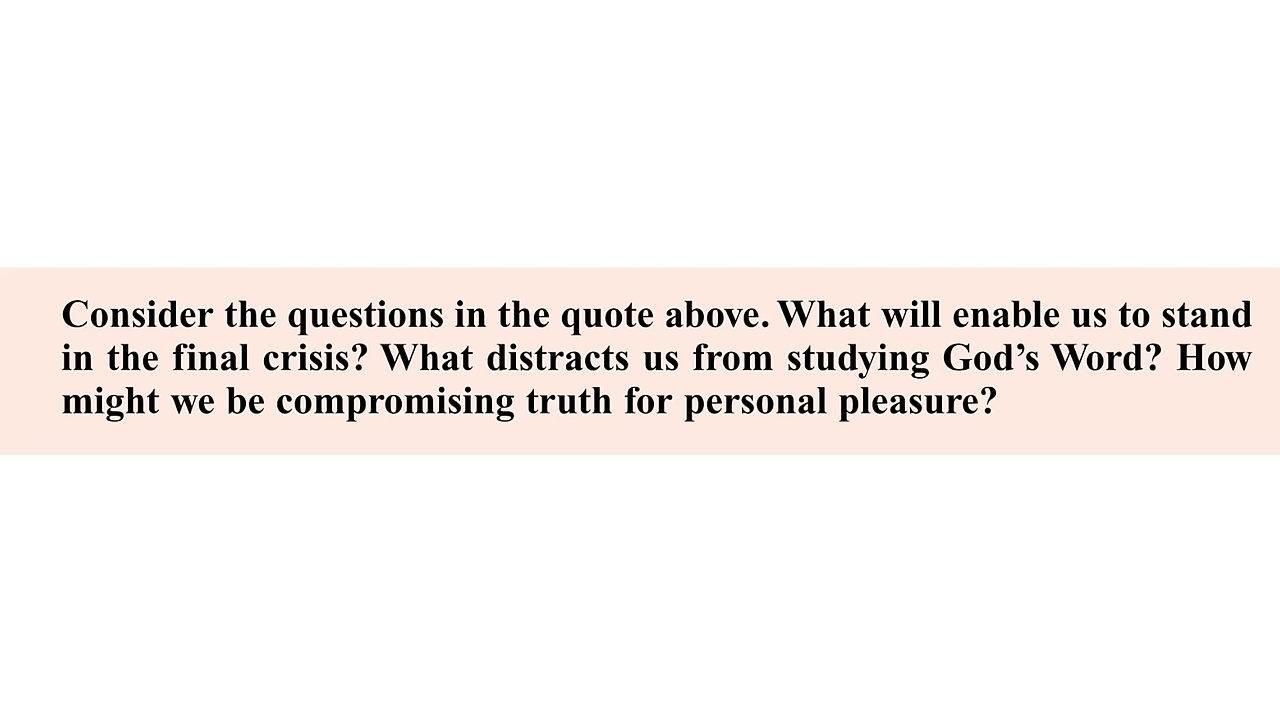 Consider the questions in the quote above. What will enable us to stand
in the final crisis? What distracts us from studying God’s Word? How
might we be compromising truth for personal pleasure?